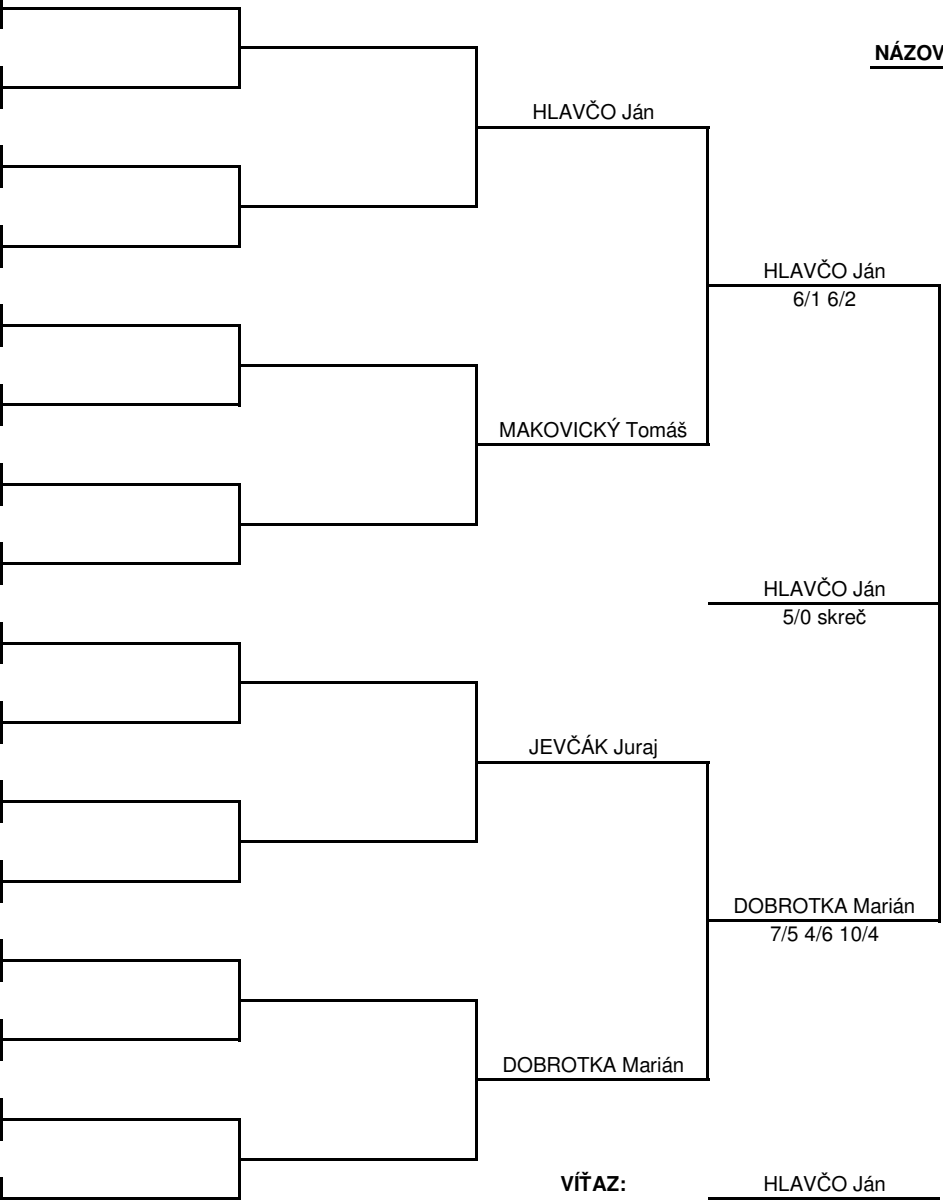 NÁZOV
HLAVČO Ján
HLAVČO Ján
6/1 6/2
MAKOVICKÝ Tomáš
HLAVČO Ján
5/0 skreč
JEVČÁK Juraj
DOBROTKA Marián
7/5 4/6 10/4
DOBROTKA Marián
VÍŤAZ: HLAVČO Ján